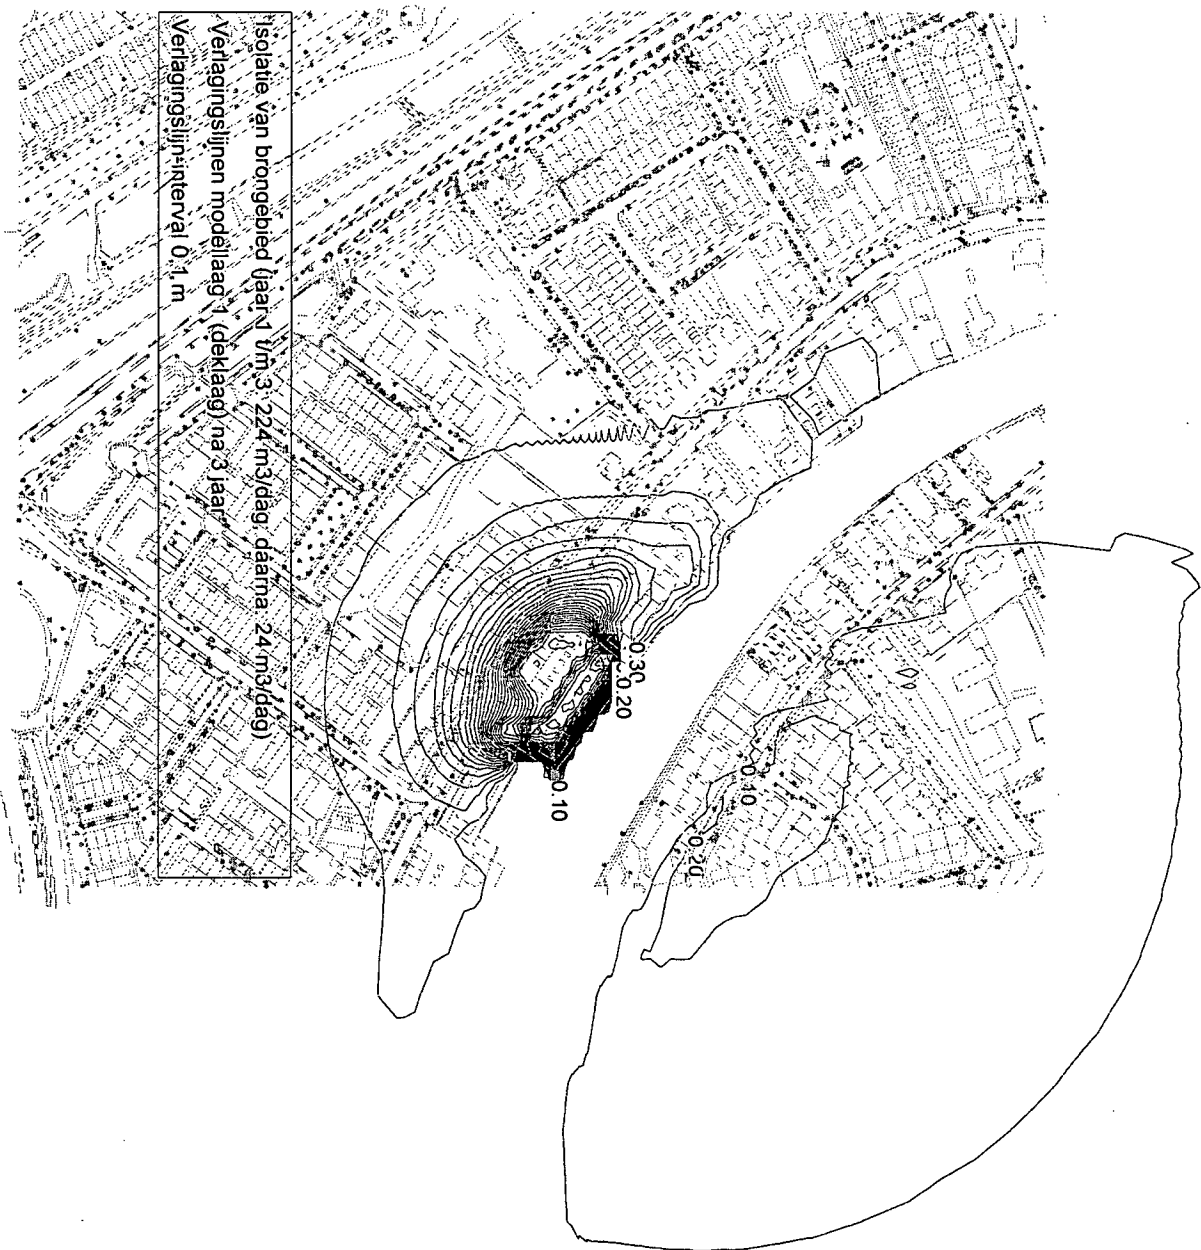 Isolatie van brongebied (jaar 1 t/m 3: 224 m3/dag, daarna: 24 m3/dag)
Verlagingslijnen modellaag 1 (deklaag) na 3 jaar
Verlagingslijn-interval 0,1 m
0.30
0.20
0.10
0.10
0.20